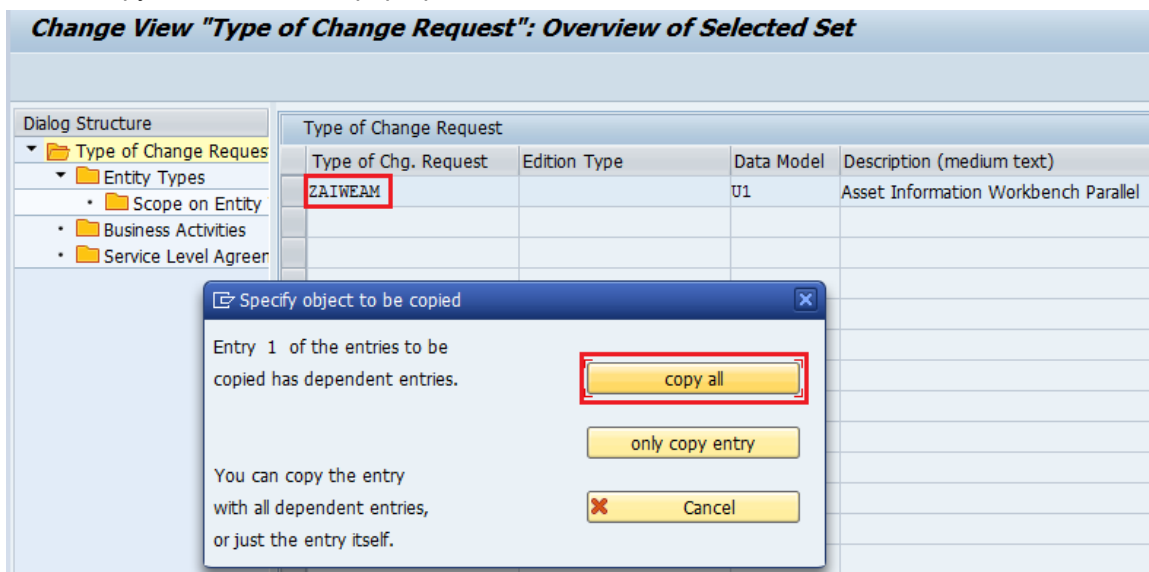 Change View "Type of Change Request": Overview of Selected Set
Dialog Structure
Type of Change Reques
Entity Types
Scope on Entity
Business Activities
Service Level Agreer
Type of Change Request
Type of Chg. Request Edition Type Data Model Description (medium text)
ZAIWEAM U1 Asset Information Workbench Parallel
Specify object to be copied
Entry 1 of the entries to be
copied has dependent entries.
copy all
only copy entry
You can copy the entry
with all dependent entries,
Cancel
or just the entry itself.